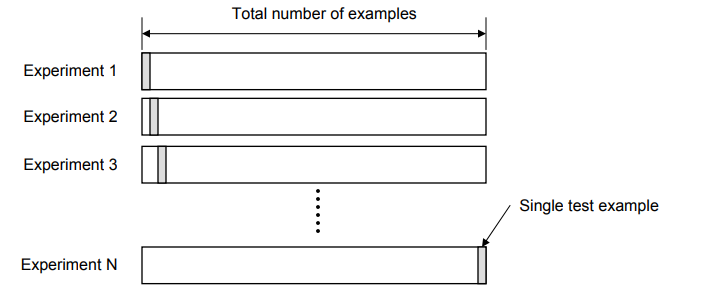 Total number of examples
Experiment 1
Experiment 2
Experiment 3
Single test example
Experiment N